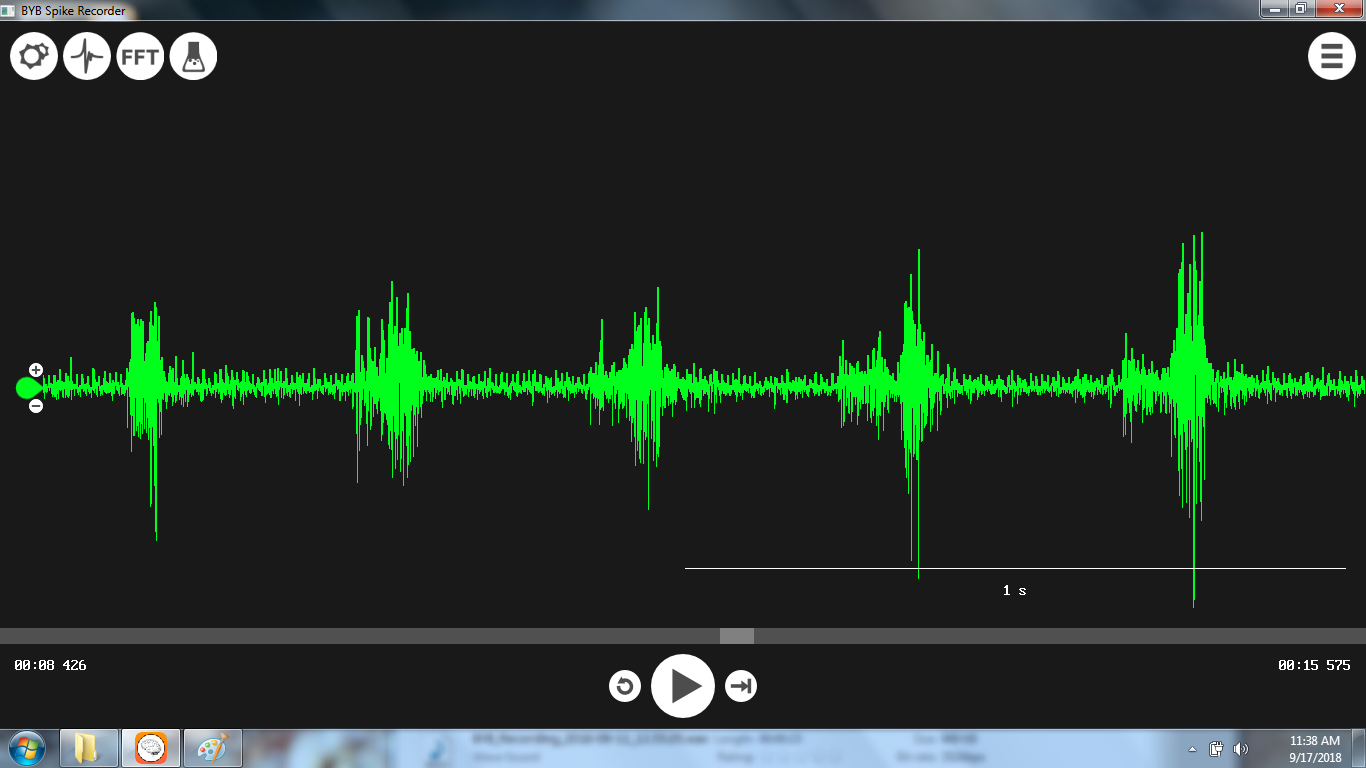 BYB Spike Recorder
FFT
1 s
00:08 426
00:15 575
11:38 AM
9/17/2018